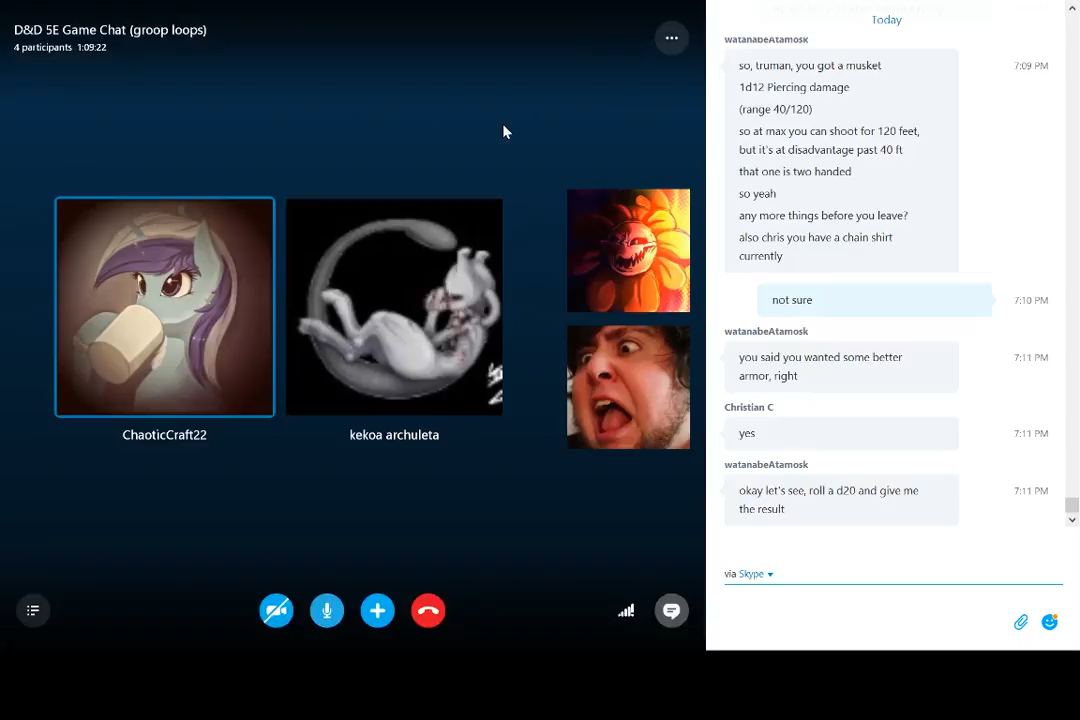 D&D 5E Game Chat (groop loops)
4 participants 1:09:22
ChaoticCraft22
kekoa archuleta
Today
watanabeAtamosk
so, truman, you got a musket
7:09 PM
1d12 Piercing damage
(range 40/120)
so at max you can shoot for 120 feet,
but it's at disadvantage past 40 ft
that one is two handed
so yeah
any more things before you leave?
also chris you have a chain shirt
currently
not sure
7:10 PM
watanabeAtamosk
you said you wanted some better
7:11 PM
armor, right
Christian C
yes
7:11 PM
watanabeAtamosk
okay let's see, roll a d20 and give me
7:11 PM
the result
via Skype